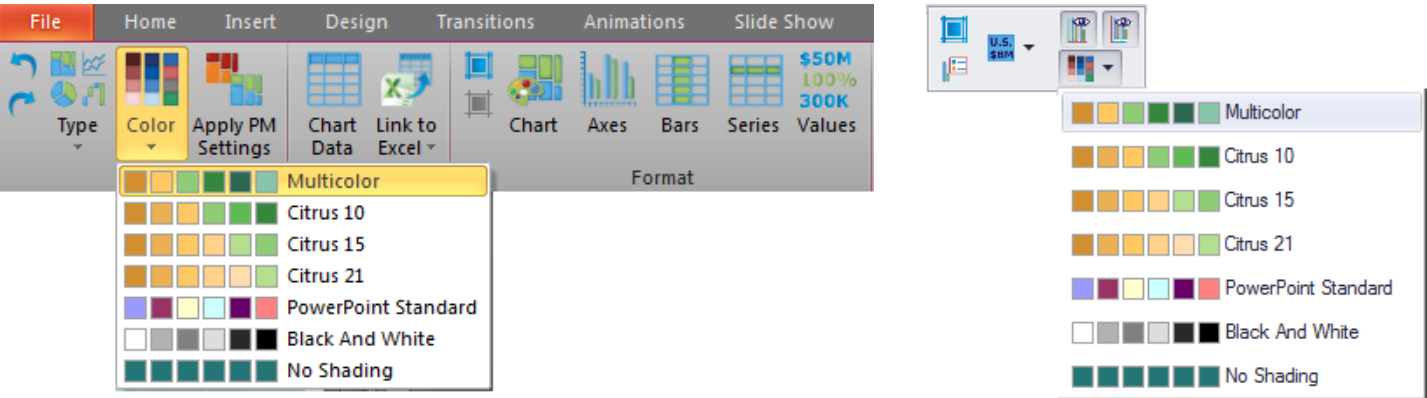 File Home Insert Design Transitions Animations Slide Show
$50M
100%
300K
Type Color Apply PM Settings Chart Data Link to Excel Chart Axes Bars Series Values
Format
Multicolor
Citrus 10
Citrus 15
Citrus 21
PowerPoint Standard
Black And White
No Shading
U.S.
$8M
Multicolor
Citrus 10
Citrus 15
Citrus 21
PowerPoint Standard
Black And White
No Shading